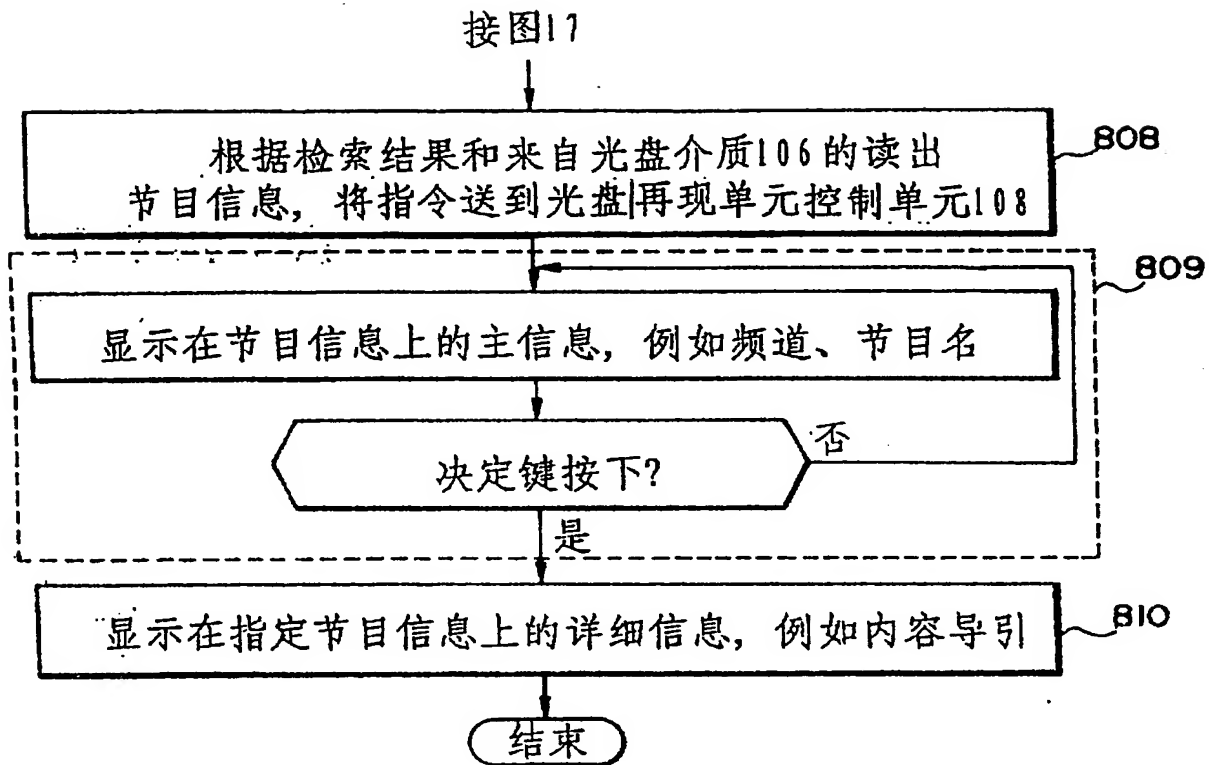 接图17
根据检索结果和来自光盘介质106的读出
节目信息，将指令送到光盘再现单元控制单元108
808
809
显示在节目信息上的主信息，例如频道、节目名
决定键按下?
否
是
显示在指定节目信息上的详细信息，例如内容导引
810
结束